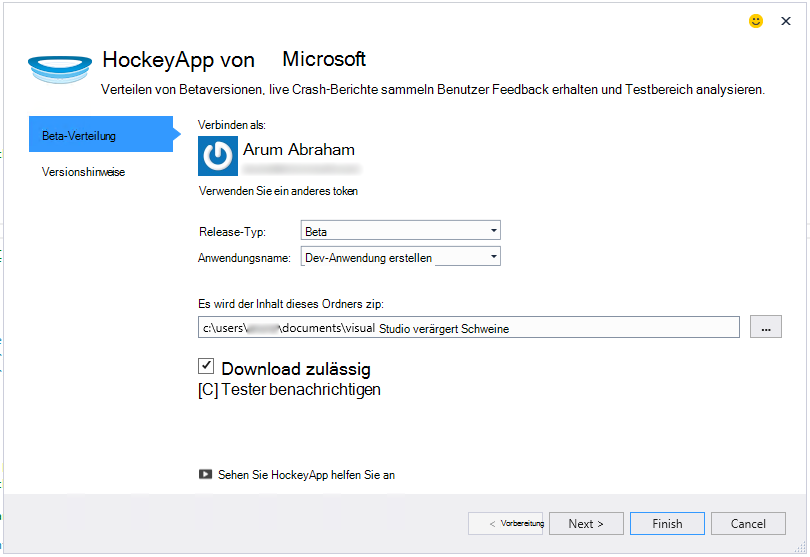 HockeyApp von Microsoft
Verteilen von Betaversionen, live Crash-Berichte sammeln Benutzer Feedback erhalten und Testbereich analysieren.
Beta-Verteilung
Versionshinweise
Verbinden als:
Arum Abraham
Verwenden Sie ein anderes token
Release-Typ: Beta
Anwendungsname: Dev-Anwendung erstellen
Es wird der Inhalt dieses Ordners zip:
c:\users\ \documents\visual Studio verärgert Schweine
...
Download zulässig
[C] Tester benachrichtigen
Sehen Sie HockeyApp helfen Sie an
< Vorbereitung Next > Finish Cancel